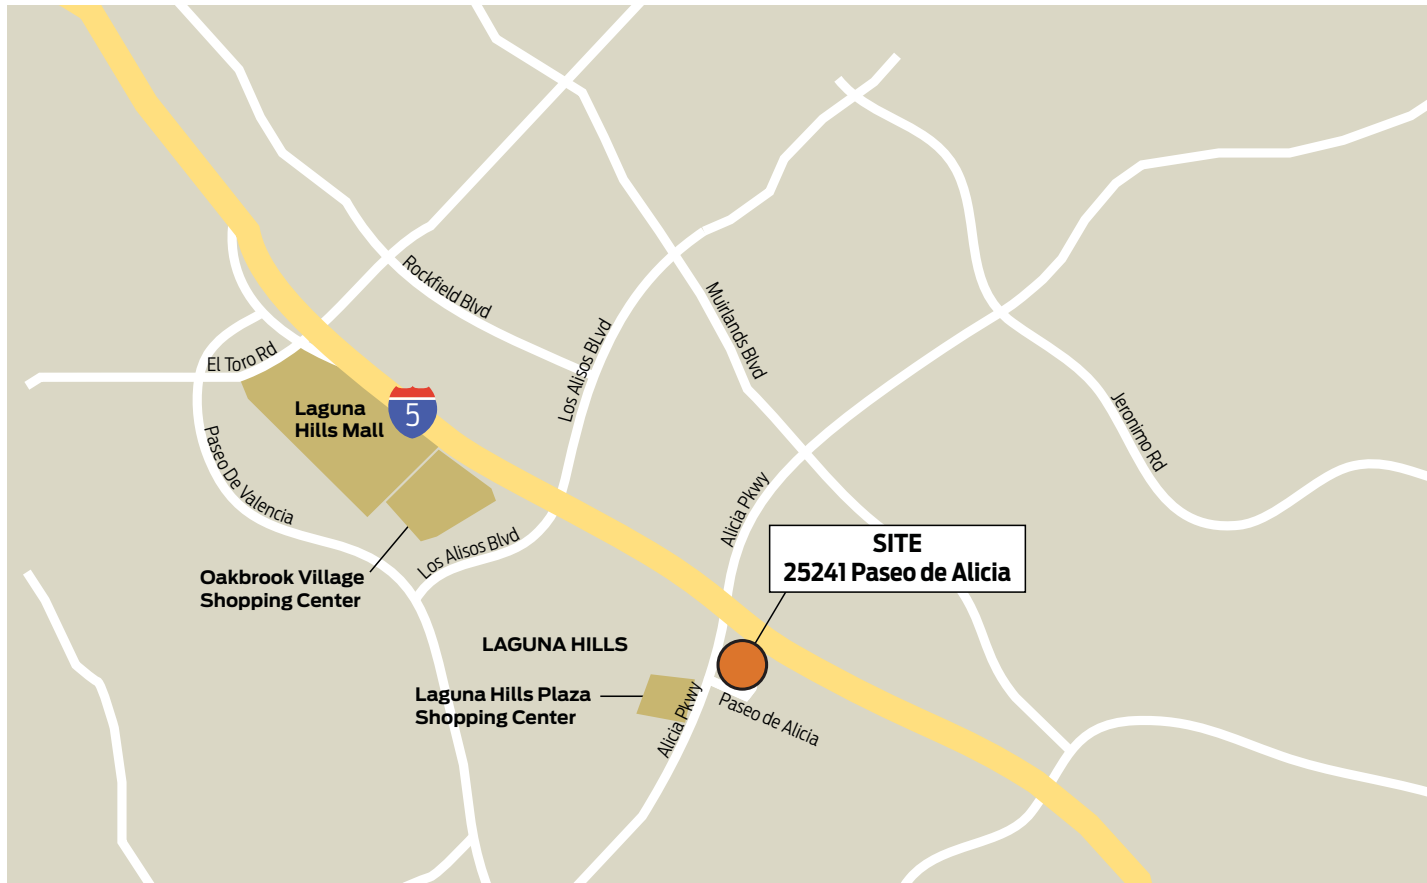 Rockfield Blvd
Muirlands Blvd
Los Alisos BLvd
El Toro Rd
5
Laguna
Hills Mall
Jeronimo Rd
Paseo De Valencia
Alicia Pkwy
SITE
25241 Paseo de Alicia
Los Alisos Blvd
Oakbrook Village
Shopping Center
LAGUNA HILLS
Laguna Hills Plaza
Shopping Center
Alicia Pkwy
Paseo de Alicia